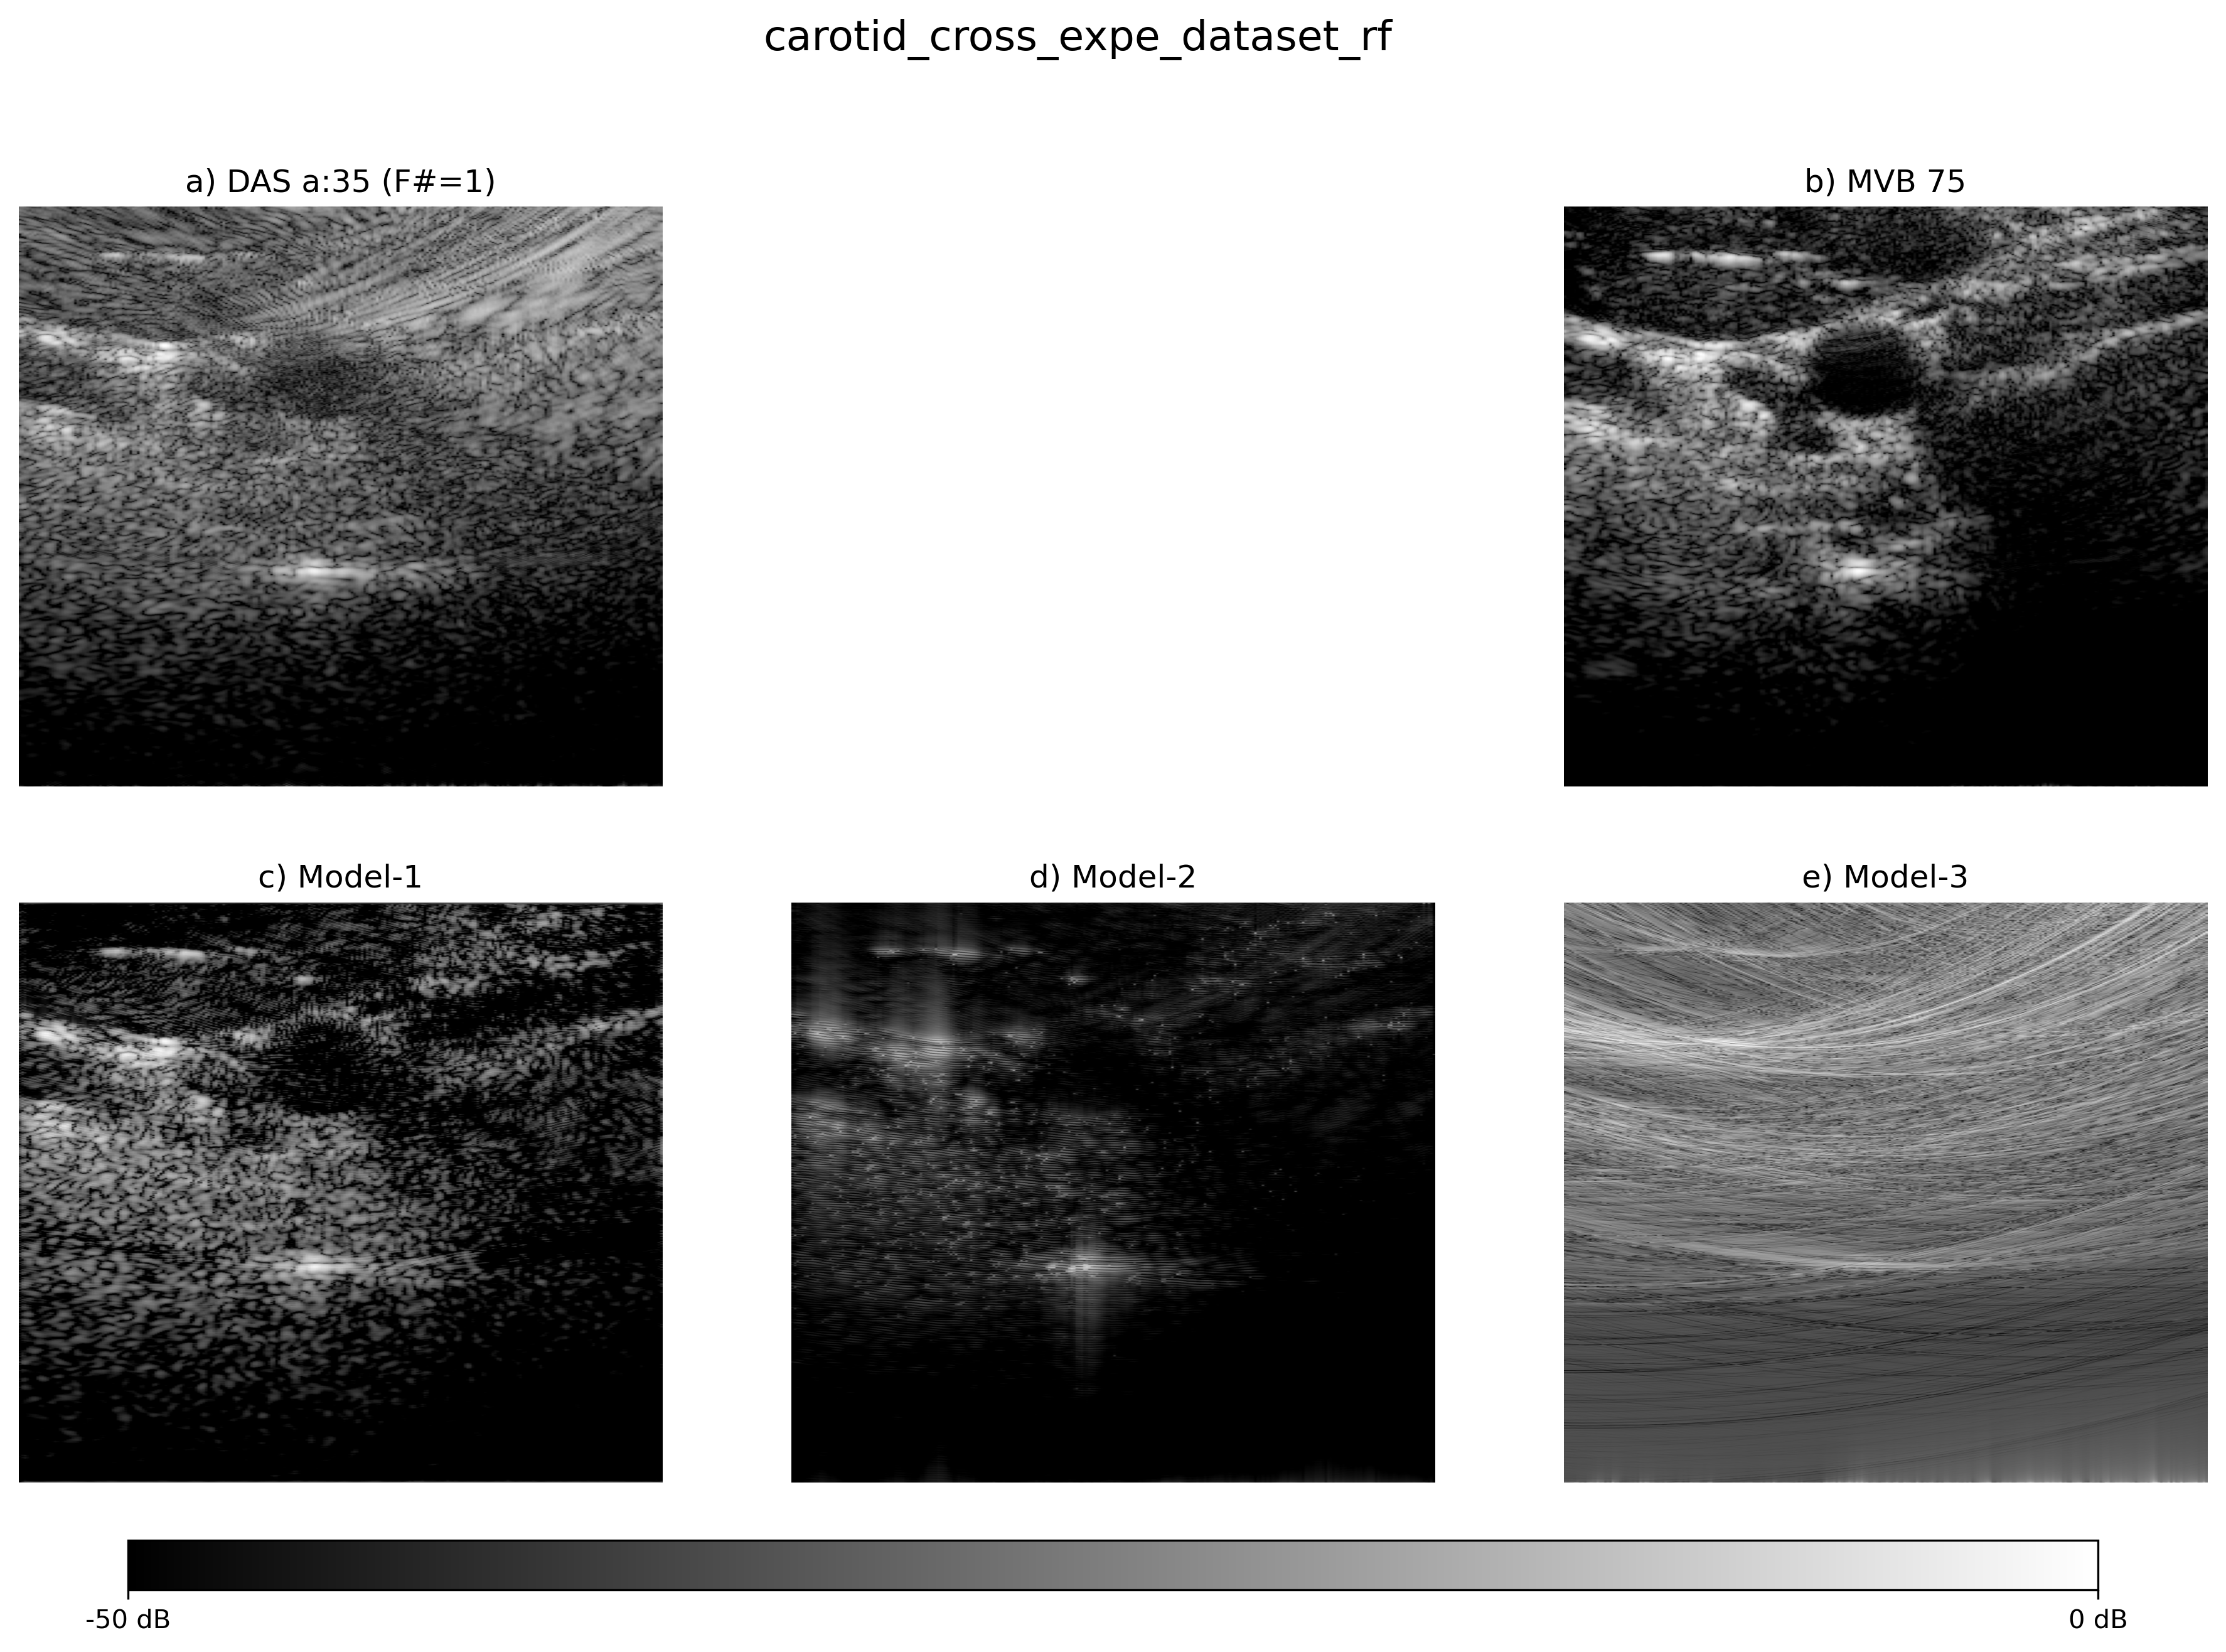 carotid_cross_expe_dataset_rf
a) DAS a:35 (F#=1)
b) MVB 75
c) Model-1
d) Model-2
e) Model-3
-50 dB
0 dB